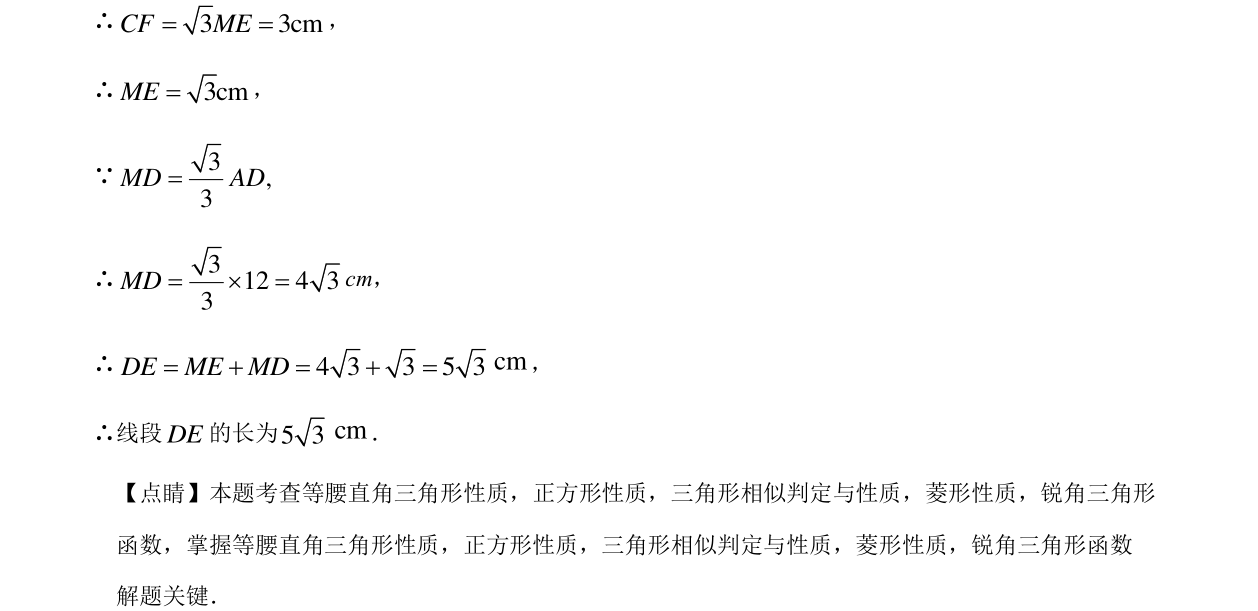 ∴ CF = √3ME = 3cm，
∴ ME = √3cm，
∵ MD = √3/3 AD,
∴ MD = √3/3 ×12 = 4√3 cm，
∴ DE = ME + MD = 4√3 + √3 = 5√3 cm，
∴线段 DE 的长为 5√3 cm．
【点睛】本题考查等腰直角三角形性质，正方形性质，三角形相似判定与性质，菱形性质，锐角三角形
函数，掌握等腰直角三角形性质，正方形性质，三角形相似判定与性质，菱形性质，锐角三角形函数
解题关键．